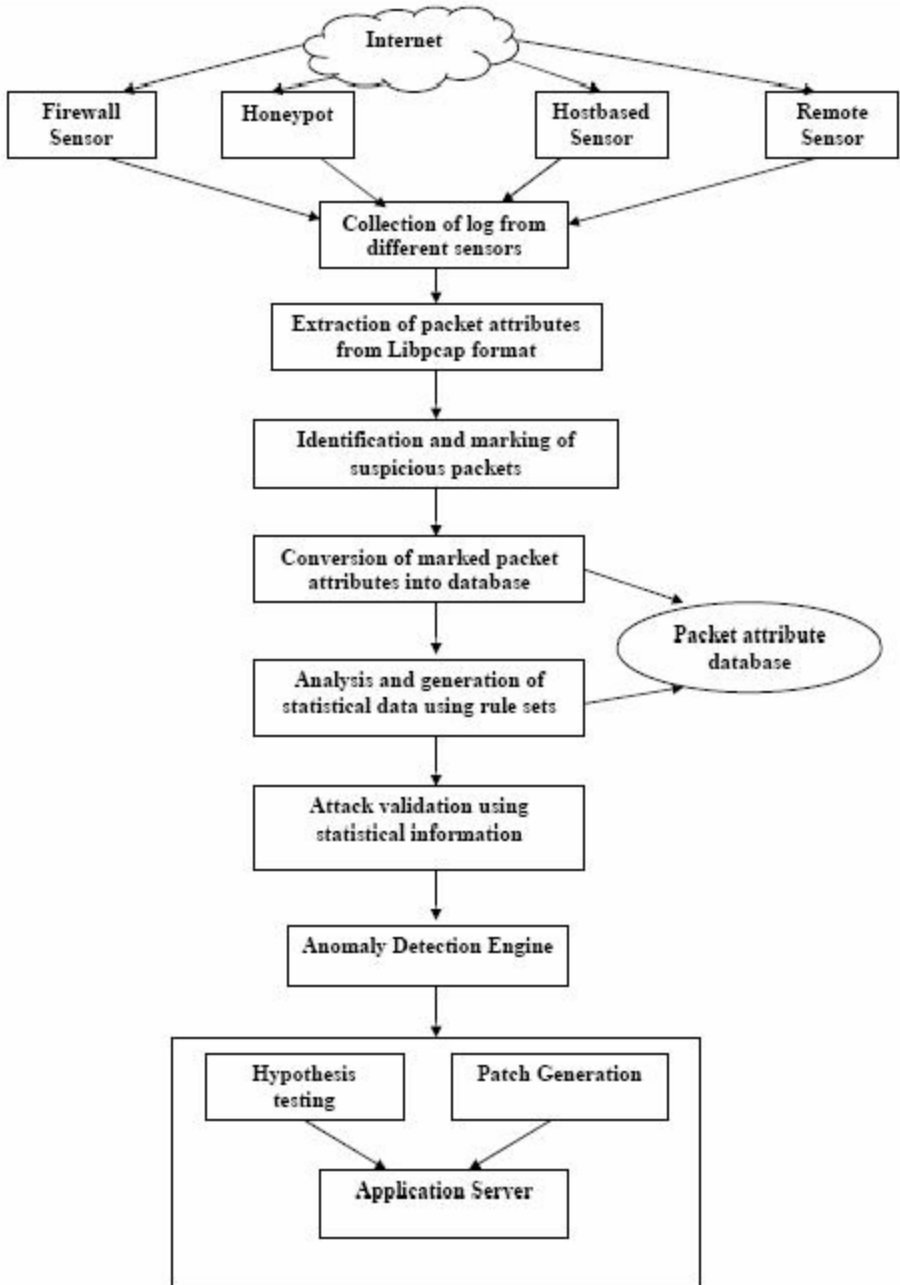 Internet
Firewall
Sensor
Honeypot
Hostbased
Sensor
Remote
Sensor
Collection of log from
different sensors
Extraction of packet attributes
from Libpcap format
Identification and marking of
suspicious packets
Conversion of marked packet
attributes into database
Packet attribute
database
Analysis and generation of
statistical data using rule sets
Attack validation using
statistical information
Anomaly Detection Engine
Hypothesis
testing
Patch Generation
Application Server